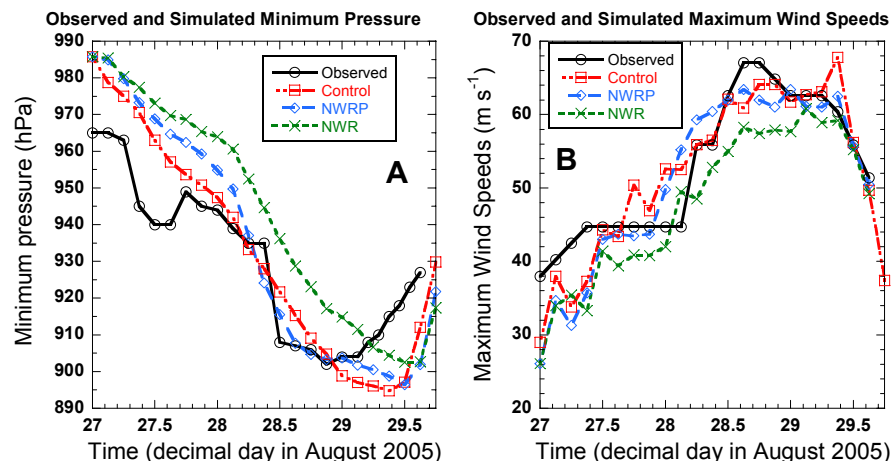 Observed and Simulated Minimum Pressure
990
980
970
960
950
940
930
920
910
900
890
Minimum pressure (hPa)
Observed
Control
NWRP
NWR
A
27 27.5 28 28.5 29 29.5
Time (decimal day in August 2005)
Observed and Simulated Maximum Wind Speeds
70
60
50
40
30
20
Maximum Wind Speeds (m s-1)
Observed
Control
NWRP
NWR
B
27 27.5 28 28.5 29 29.5
Time (decimal day in August 2005)